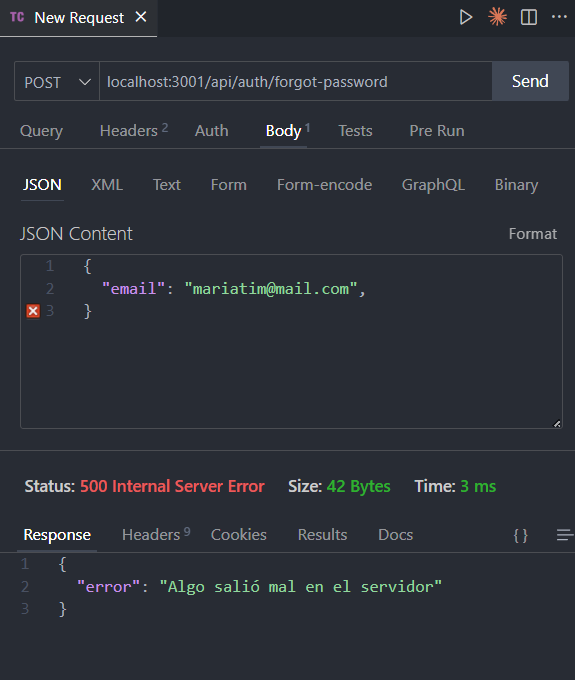 TC New Request
POST localhost:3001/api/auth/forgot-password Send
Query Headers 2 Auth Body 1 Tests Pre Run
JSON XML Text Form Form-encode GraphQL Binary
JSON Content Format
1 {
2 "email": "mariatim@mail.com",
3 }
Status: 500 Internal Server Error Size: 42 Bytes Time: 3 ms
Response Headers 9 Cookies Results Docs { }
1 {
2 "error": "Algo salió mal en el servidor"
3 }